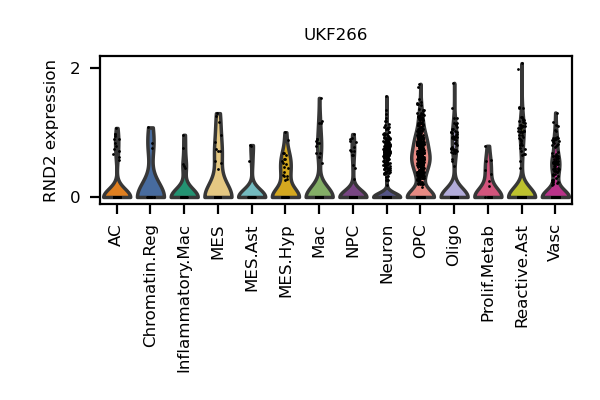 UKF266
RND2 expression
2
0
AC
Chromatin.Reg
Inflammatory.Mac
MES
MES.Ast
MES.Hyp
Mac
NPC
Neuron
OPC
Oligo
Prolif.Metab
Reactive.Ast
Vasc